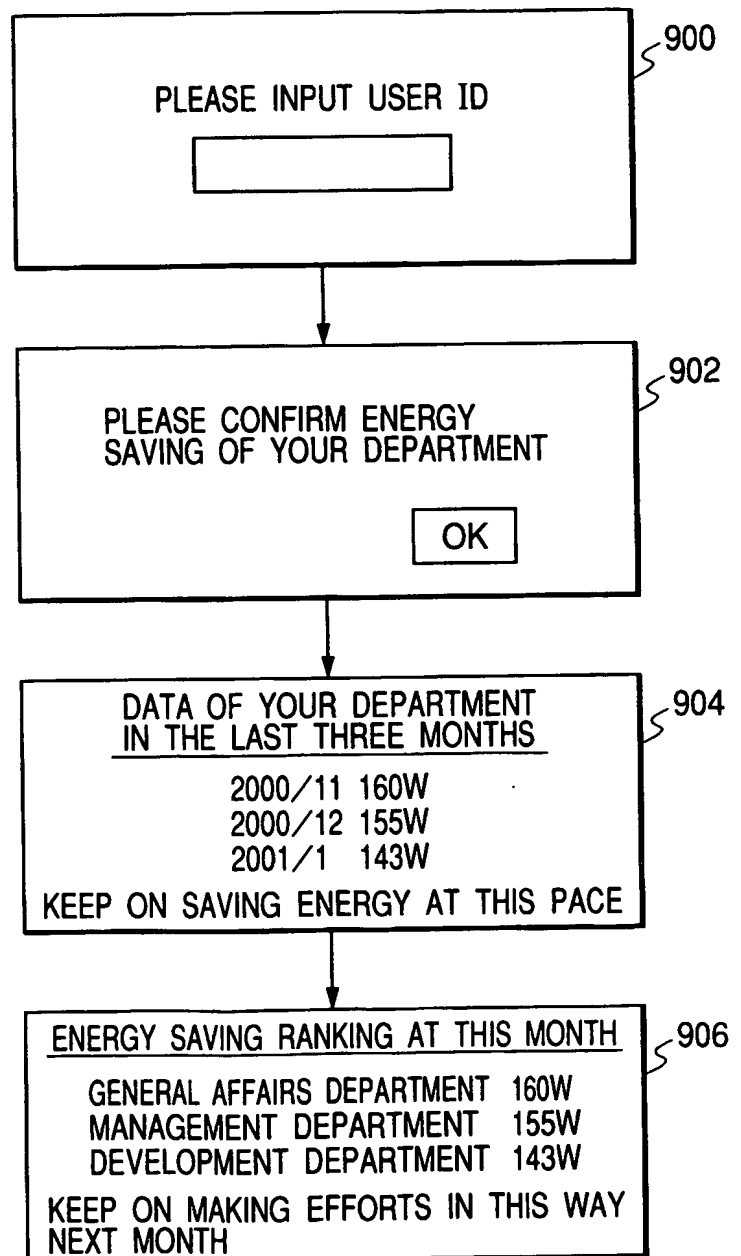 900
PLEASE INPUT USER ID
902
PLEASE CONFIRM ENERGY
SAVING OF YOUR DEPARTMENT
OK
904
DATA OF YOUR DEPARTMENT
IN THE LAST THREE MONTHS
2000/11 160W
2000/12 155W
2001/1 143W
KEEP ON SAVING ENERGY AT THIS PACE
906
ENERGY SAVING RANKING AT THIS MONTH
GENERAL AFFAIRS DEPARTMENT 160W
MANAGEMENT DEPARTMENT 155W
DEVELOPMENT DEPARTMENT 143W
KEEP ON MAKING EFFORTS IN THIS WAY
NEXT MONTH